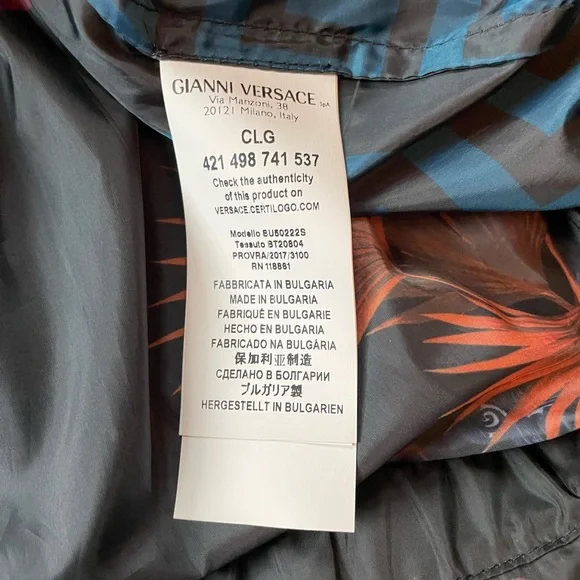 GIANNI VERSACE SpA
Via Manzoni, 38
20121 Milano, Italy
CLG
421 498 741 537
Check the authenticity
of this product on
VERSACE.CERTILOGO.COM
Modello BU50222S
Tessuto BT20804
PROVRA/2017/3100
RN 118881
FABBRICATA IN BULGARIA
MADE IN BULGARIA
FABRIQUÉ EN BULGARIE
HECHO EN BULGARIA
FABRICADO NA BULGÁRIA
保加利亚制造
СДЕЛАНО В БОЛГАРИИ
ブルガリア製
HERGESTELLT IN BULGARIEN